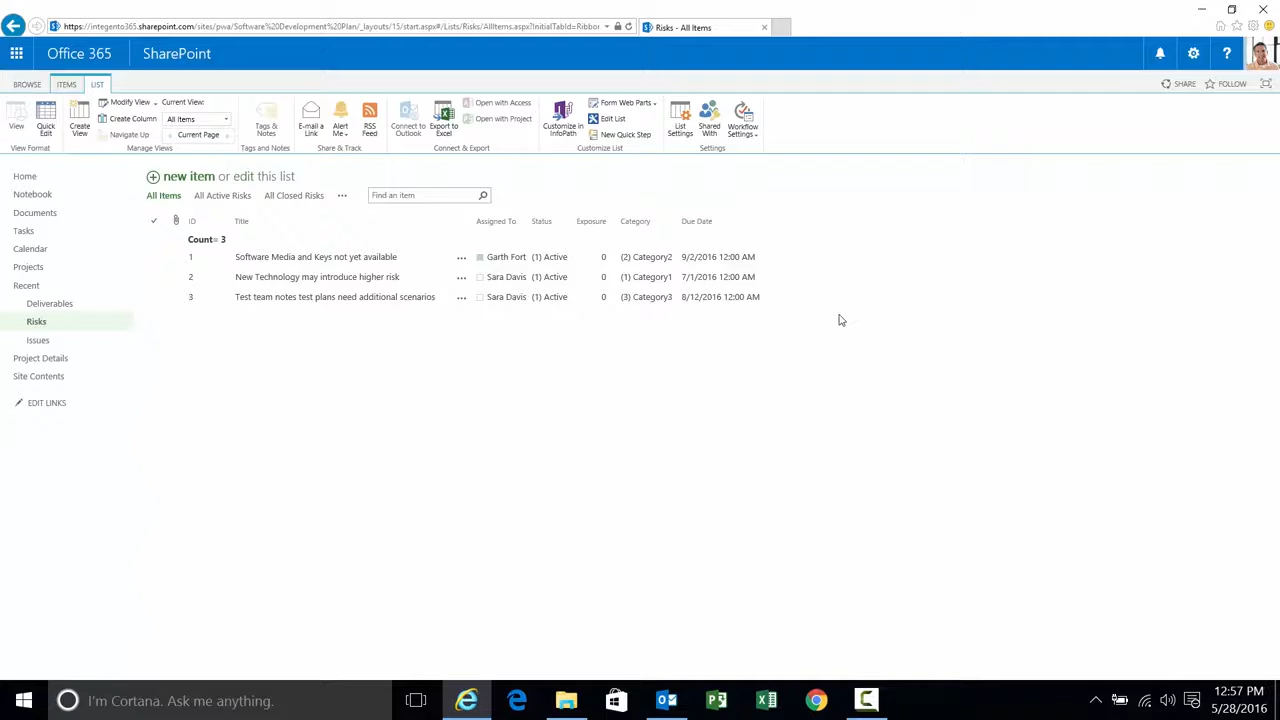 https://integento365.sharepoint.com/sites/pwa/Software%20Development%20Plan/_layouts/15/start.aspx#/Lists/Risks/AllItems.aspx?InitialTabId=Ribbon
Risks - All Items
Office 365 SharePoint ?
BROWSE ITEMS LIST SHARE FOLLOW
View
Quick Edit
View Format
Create View
Modify View
Create Column
Navigate Up
Current View:
All Items
Current Page
Manage Views
Tags & Notes
Tags and Notes
E-mail a Link
Alert Me
RSS Feed
Share & Track
Connect to Outlook
Export to Excel
Open with Access
Open with Project
Connect & Export
Customize in InfoPath
Form Web Parts
Edit List
New Quick Step
Customize List
List Settings
Shared With
Workflow Settings
Settings
Home
Notebook
Documents
Tasks
Calendar
Projects
Recent
Deliverables
Risks
Issues
Project Details
Site Contents
EDIT LINKS
new item or edit this list
All Items All Active Risks All Closed Risks ... Find an item
ID Title Assigned To Status Exposure Category Due Date
Count= 3
1 Software Media and Keys not yet available ... Garth Fort (1) Active 0 (2) Category2 9/2/2016 12:00 AM
2 New Technology may introduce higher risk ... Sara Davis (1) Active 0 (1) Category1 7/1/2016 12:00 AM
3 Test team notes test plans need additional scenarios ... Sara Davis (1) Active 0 (3) Category3 8/12/2016 12:00 AM
I'm Cortana. Ask me anything.
12:57 PM
5/28/2016